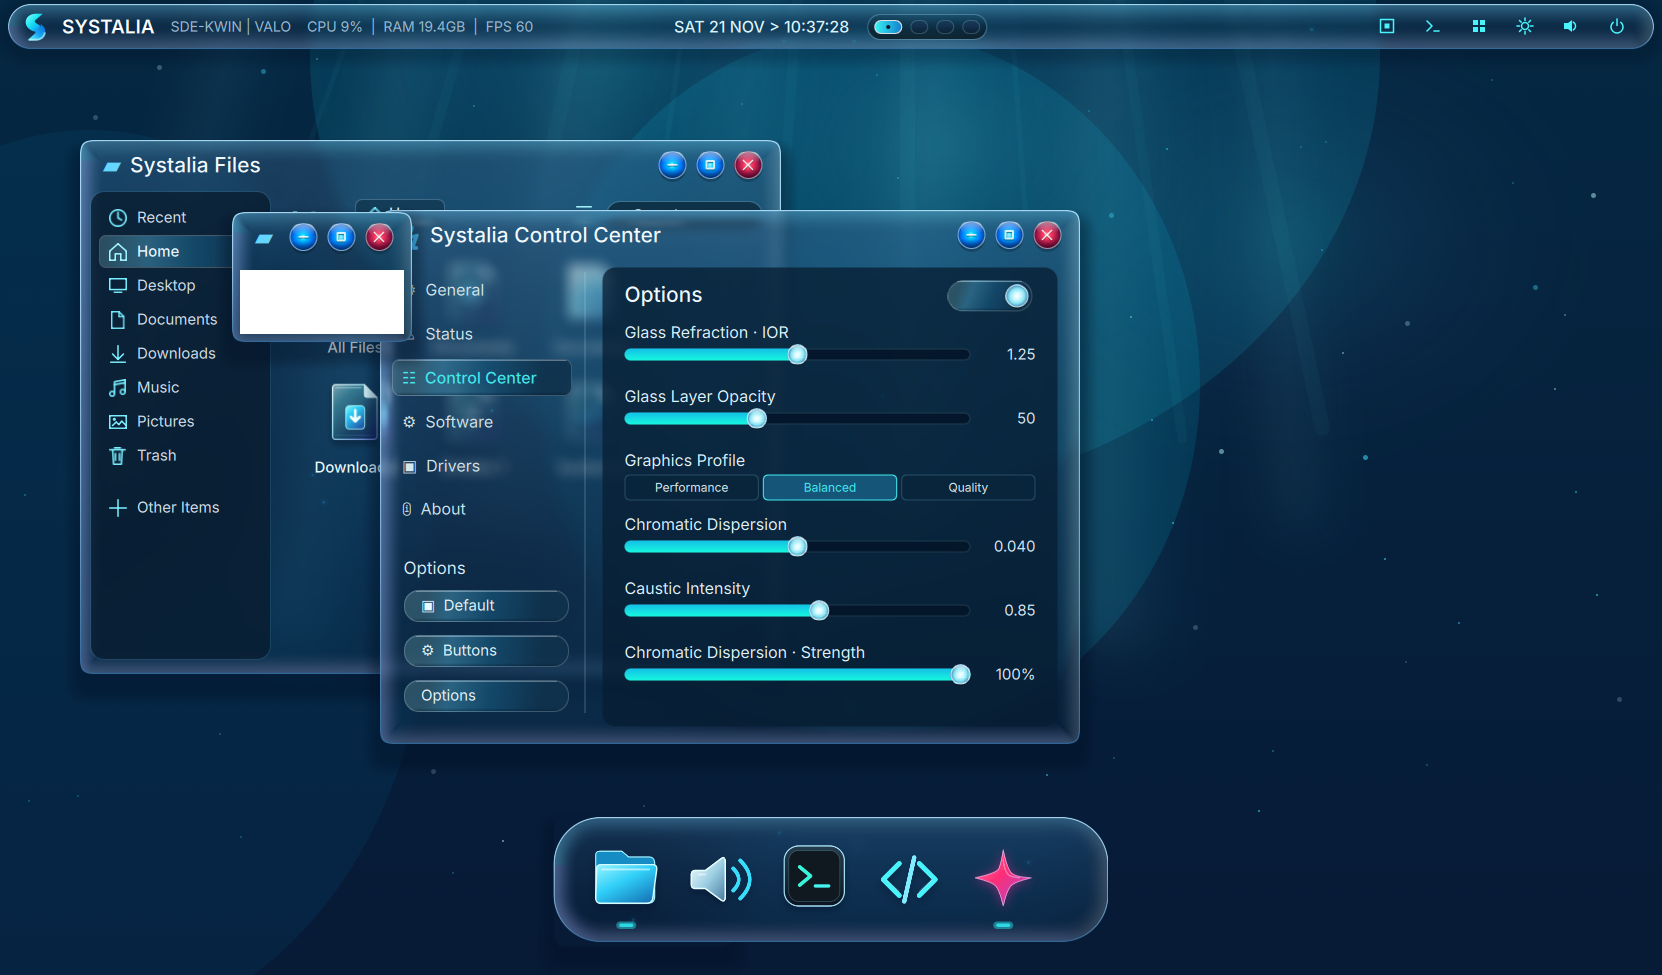 SYSTALIA SDE-KWIN | VALO CPU 9% | RAM 19.4GB | FPS 60 SAT 21 NOV > 10:37:28
Systalia Files
Recent
Home
Desktop
Documents
Downloads
Music
Pictures
Trash
Other Items
All Files
Downloa
Systalia Control Center
General
Status
Control Center
Software
Drivers
About
Options
Default
Buttons
Options
Options
Glass Refraction · IOR
1.25
Glass Layer Opacity
50
Graphics Profile
Performance Balanced Quality
Chromatic Dispersion
0.040
Caustic Intensity
0.85
Chromatic Dispersion · Strength
100%